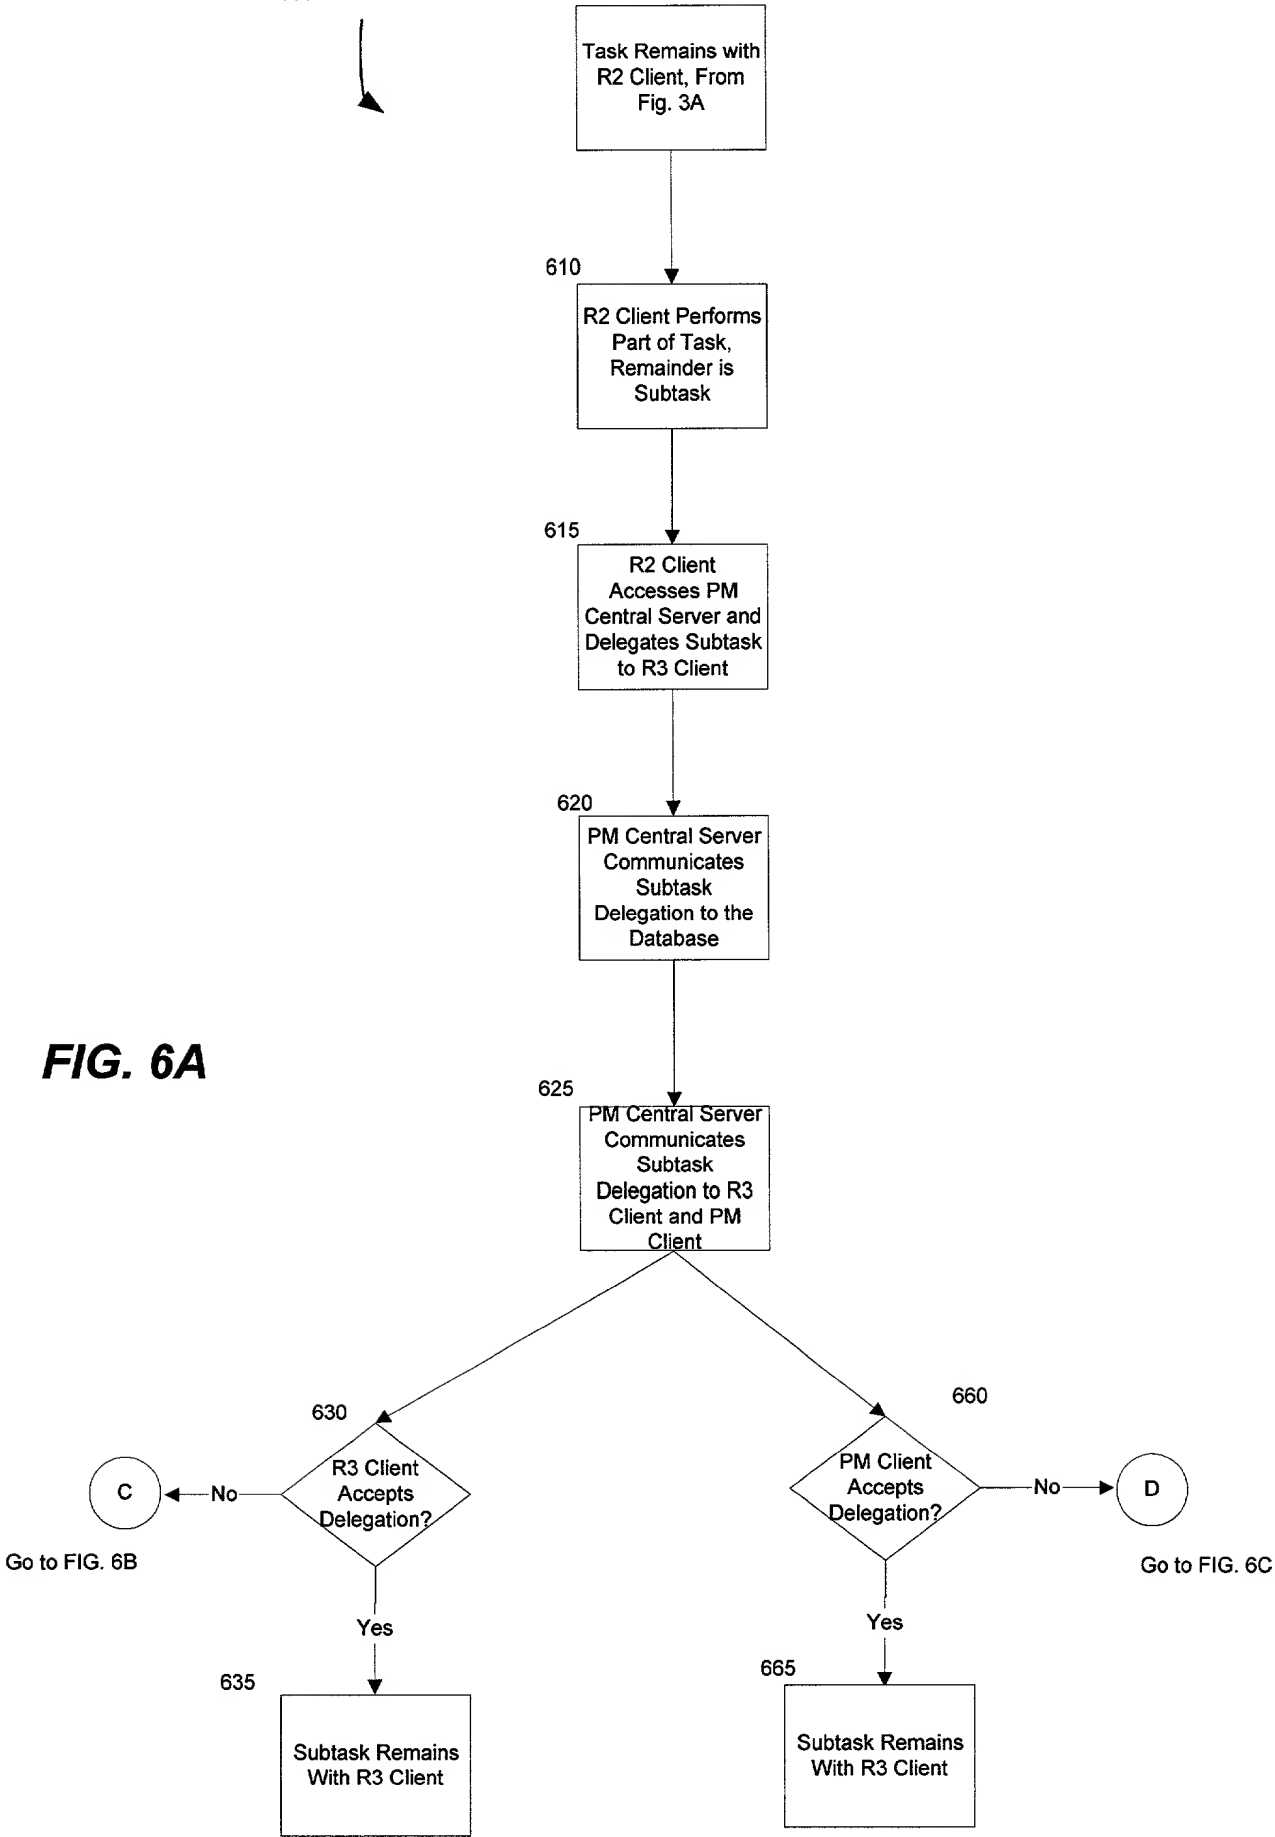 Task Remains with
R2 Client, From
Fig. 3A
610
R2 Client Performs
Part of Task,
Remainder is
Subtask
615
R2 Client
Accesses PM
Central Server and
Delegates Subtask
to R3 Client
620
PM Central Server
Communicates
Subtask
Delegation to the
Database
FIG. 6A
625
PM Central Server
Communicates
Subtask
Delegation to R3
Client and PM
Client
630
R3 Client
Accepts
Delegation?
No
C
Go to FIG. 6B
Yes
635
Subtask Remains
With R3 Client
660
PM Client
Accepts
Delegation?
No
D
Go to FIG. 6C
Yes
665
Subtask Remains
With R3 Client